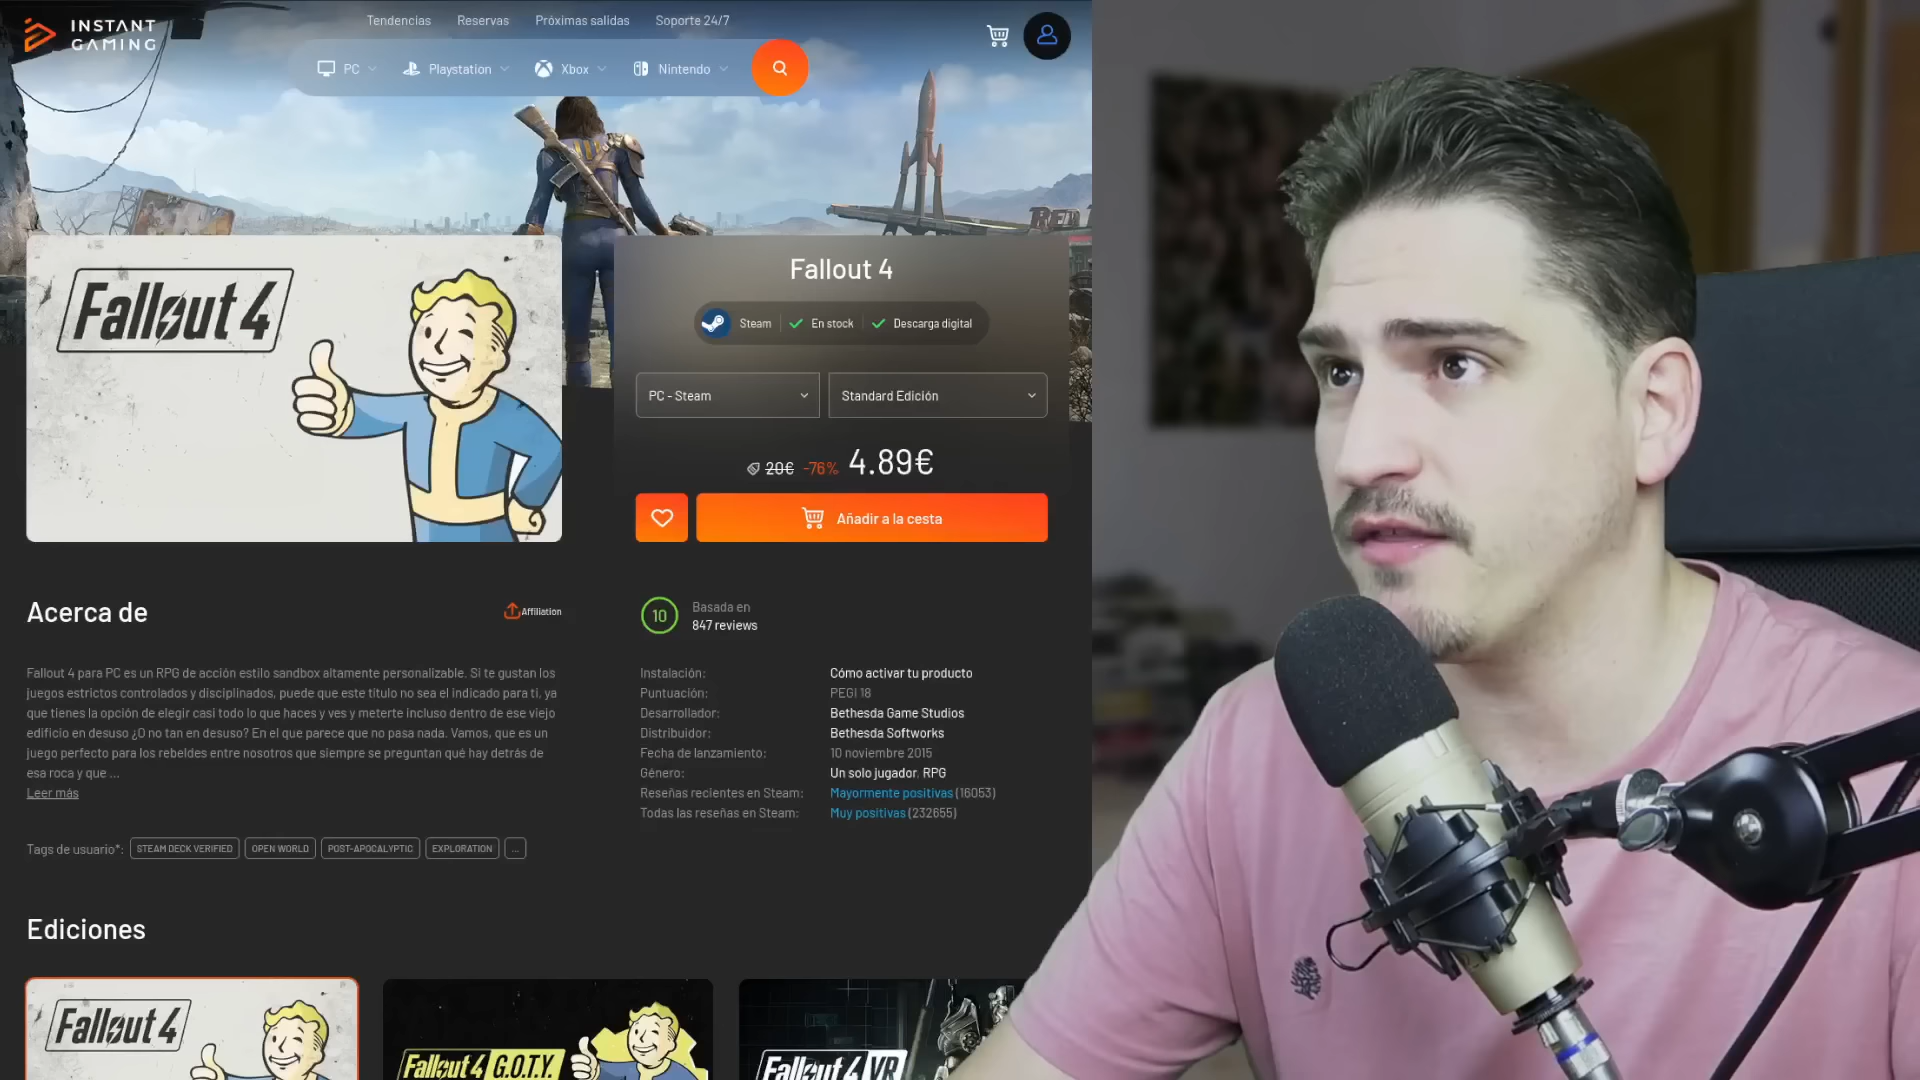 INSTANT
GAMING
Tendencias Reservas Próximas salidas Soporte 24/7
PC Playstation Xbox Nintendo
RED
Fallout 4
Fallout 4
Steam En stock Descarga digital
PC - Steam Standard Edición
20€ -76% 4.89€
Añadir a la cesta
Acerca de
Affiliation
Fallout 4 para PC es un RPG de acción estilo sandbox altamente personalizable. Si te gustan los
juegos estrictos controlados y disciplinados, puede que este título no sea el indicado para ti, ya
que tienes la opción de elegir casi todo lo que haces y ves y meterte incluso dentro de ese viejo
edificio en desuso ¿O no tan en desuso? En el que parece que no pasa nada. Vamos, que es un
juego perfecto para los rebeldes entre nosotros que siempre se preguntan qué hay detrás de
esa roca y que ...
Leer más
Tags de usuario*: STEAM DECK VERIFIED OPEN WORLD POST-APOCALYPTIC EXPLORATION ...
10
Basada en
847 reviews
Instalación: Cómo activar tu producto
Puntuación: PEGI 18
Desarrollador: Bethesda Game Studios
Distribuidor: Bethesda Softworks
Fecha de lanzamiento: 10 noviembre 2015
Género: Un solo jugador, RPG
Reseñas recientes en Steam: Mayormente positivas (16053)
Todas las reseñas en Steam: Muy positivas (232655)
Ediciones
Fallout 4
Fallout 4 G.O.T.Y.
Fallout 4 VR